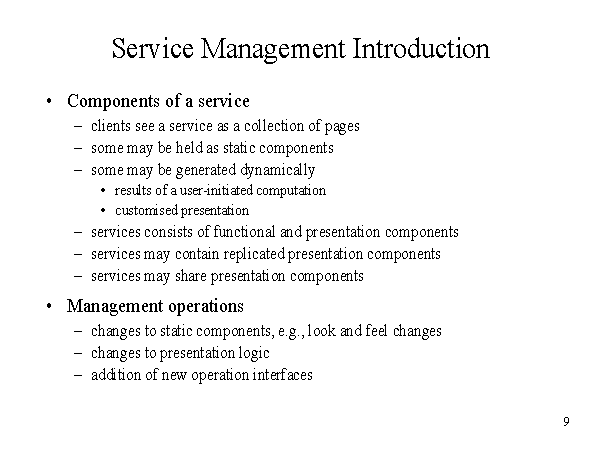 Service Management Introduction
• Components of a service
– clients see a service as a collection of pages
– some may be held as static components
– some may be generated dynamically
• results of a user-initiated computation
• customised presentation
– services consists of functional and presentation components
– services may contain replicated presentation components
– services may share presentation components
• Management operations
– changes to static components, e.g., look and feel changes
– changes to presentation logic
– addition of new operation interfaces
9